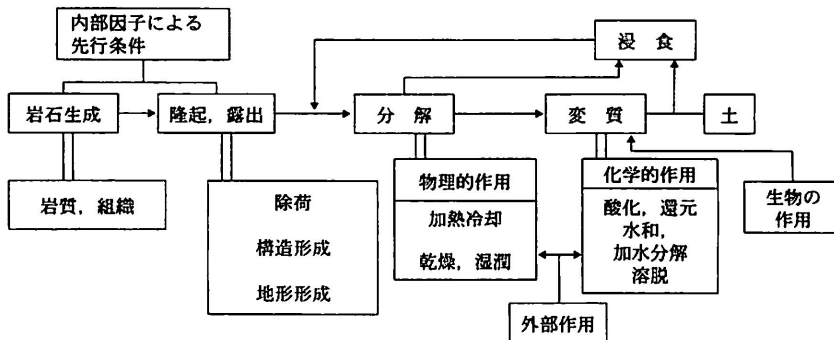 内部因子による
先行条件
浸 食
岩石生成
隆起，露出
分 解
変 質
土
岩質，組織
除荷
構造形成
地形形成
物理的作用
加熱冷却
乾燥，湿潤
化学的作用
酸化，還元
水和，
加水分解
溶脱
生物の
作用
外部作用